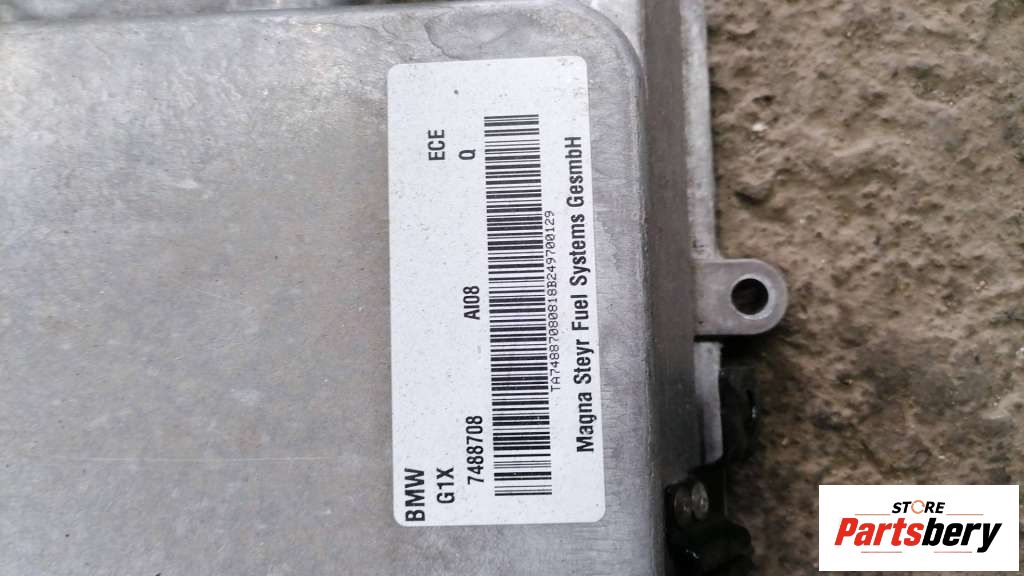 BMW
G1X ECE
7488708 AI08 Q
TA74887080818B249700129
Magna Steyr Fuel Systems GesmbH
STORE
Partsbery